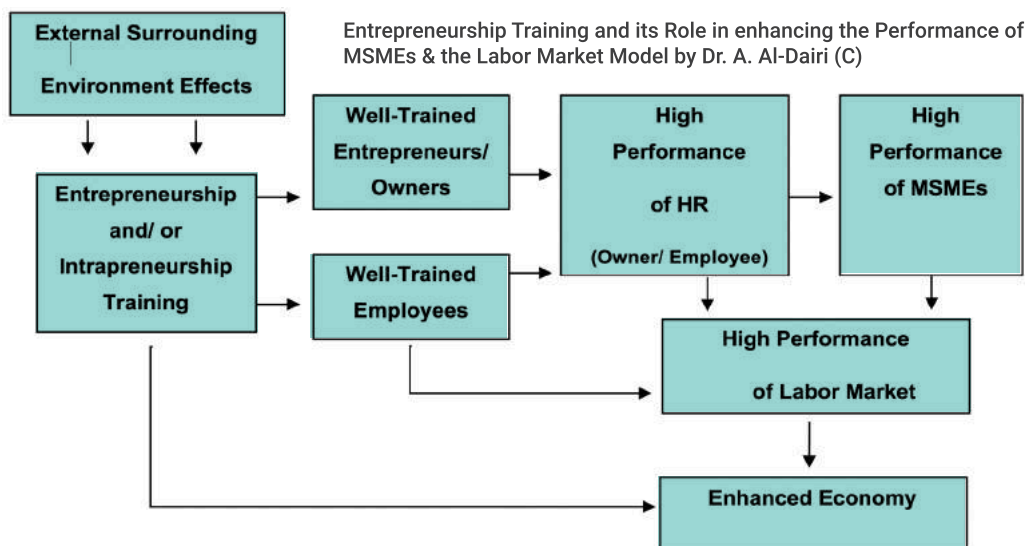 Entrepreneurship Training and its Role in enhancing the Performance of
MSMEs & the Labor Market Model by Dr. A. Al-Dairi (C)
External Surrounding
Environment Effects
Entrepreneurship
and/ or
Intrapreneurship
Training
Well-Trained
Entrepreneurs/
Owners
Well-Trained
Employees
High
Performance
of HR
(Owner/ Employee)
High
Performance
of MSMEs
High Performance
of Labor Market
Enhanced Economy